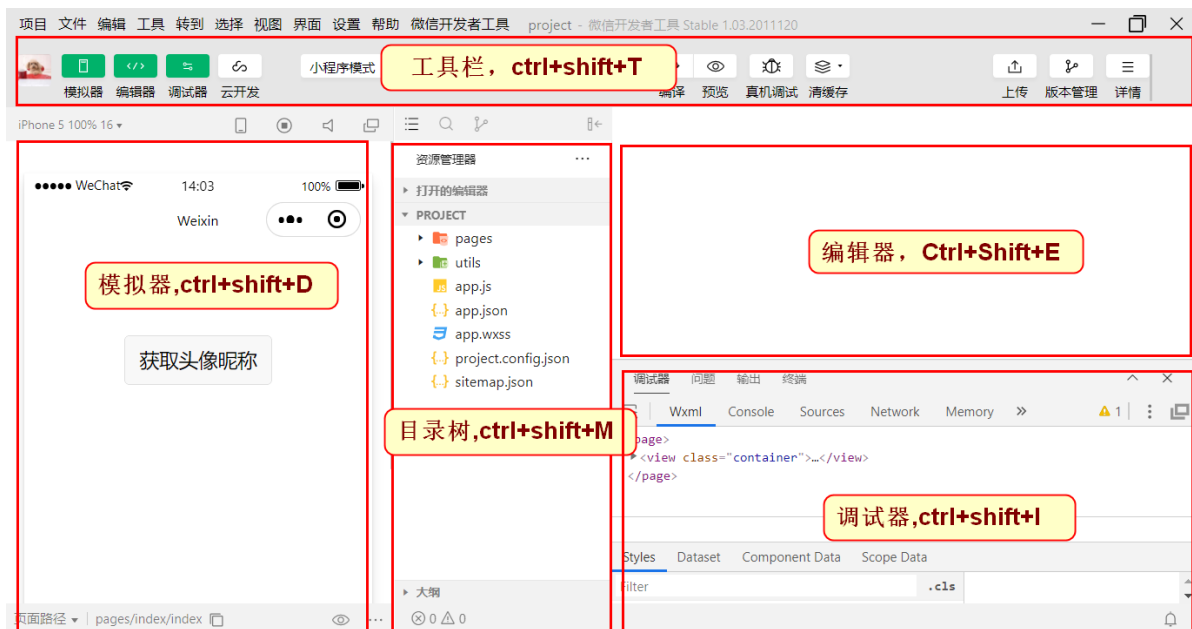 项目 文件 编辑 工具 转到 选择 视图 界面 设置 帮助 微信开发者工具 project - 微信开发者工具 Stable 1.03.2011120
小程序模式
工具栏，ctrl+shift+T
模拟器 编辑器 调试器 云开发 编译 预览 真机调试 清缓存 上传 版本管理 详情
iPhone 5 100% 16
资源管理器
WeChat 14:03 100%
Weixin
打开的编辑器
PROJECT
pages
utils
app.js
app.json
app.wxss
project.config.json
sitemap.json
模拟器,ctrl+shift+D
获取头像昵称
目录树,ctrl+shift+M
编辑器，Ctrl+Shift+E
调试器 问题 输出 终端
Wxml Console Sources Network Memory » 1
page>
<view class="container">…</view>
</page>
调试器,ctrl+shift+I
Styles Dataset Component Data Scope Data
Filter .cls
大纲
页面路径 pages/index/index
0 0